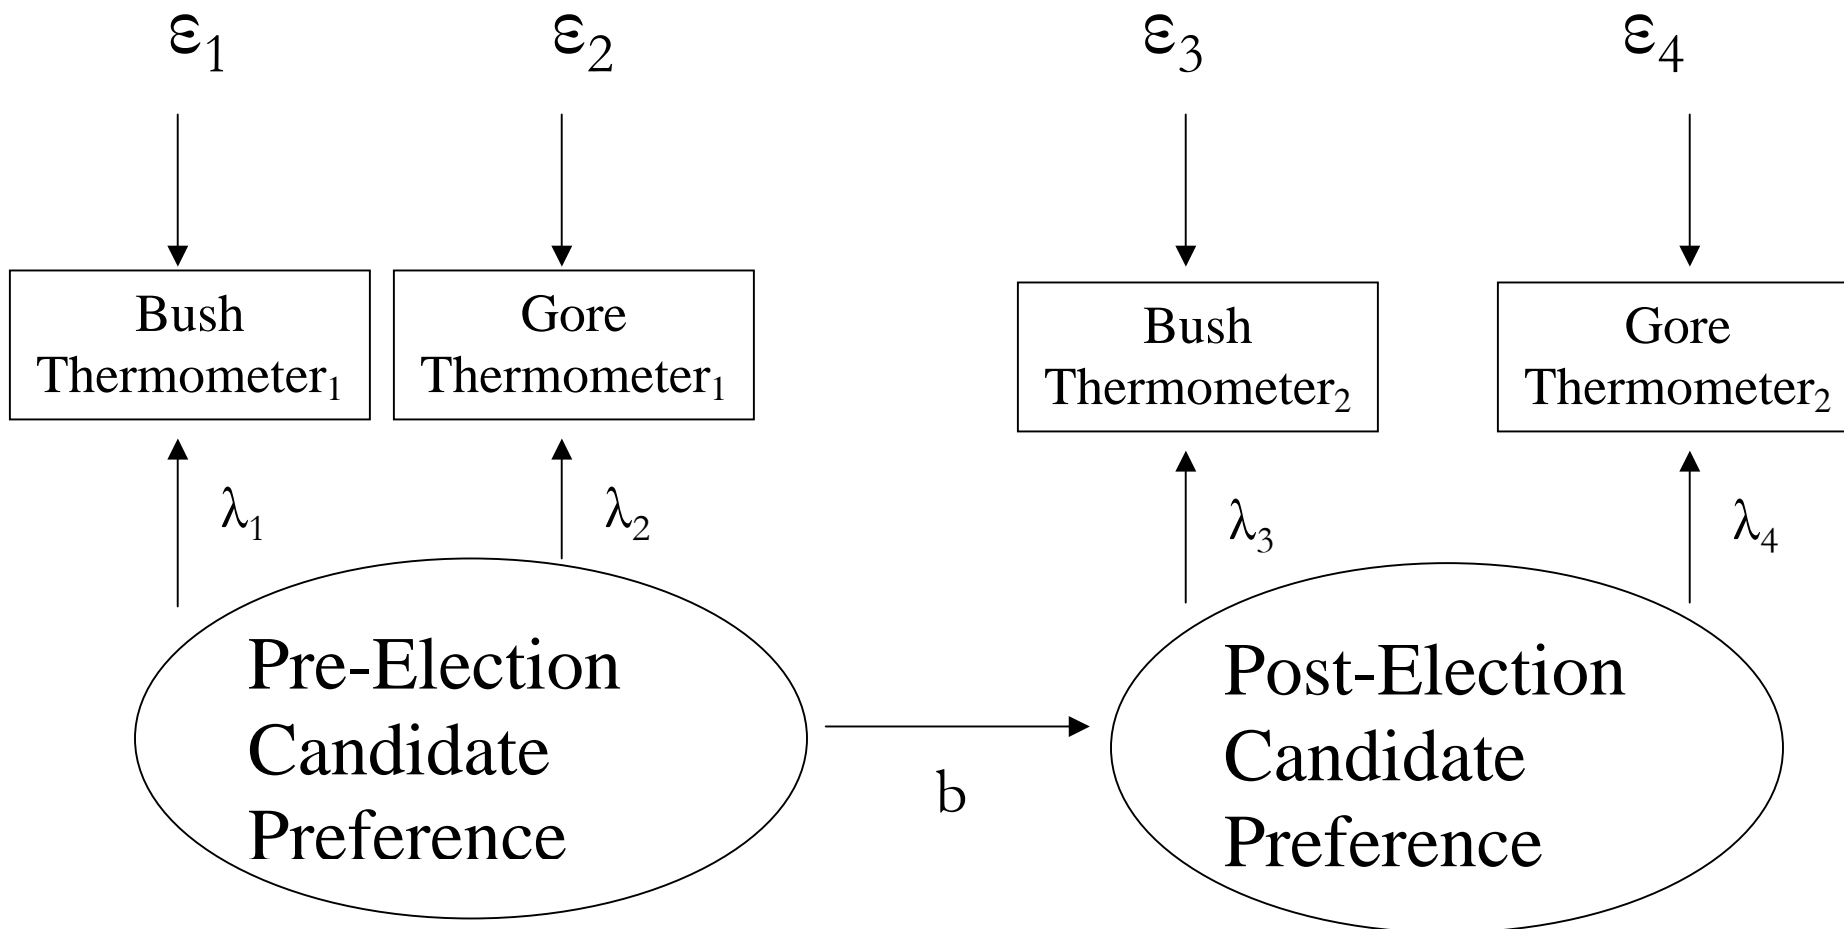 ε₁ ε₂ ε₃ ε₄
Bush
Thermometer₁
Gore
Thermometer₁
Bush
Thermometer₂
Gore
Thermometer₂
λ₁ λ₂ λ₃ λ₄
Pre-Election
Candidate
Preference
b
Post-Election
Candidate
Preference